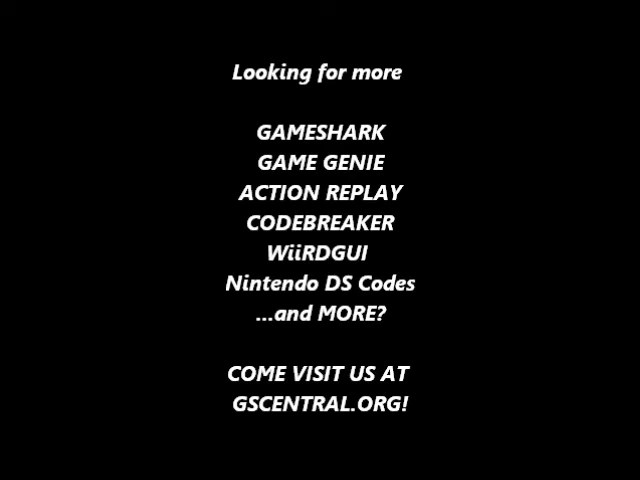 Looking for more
GAMESHARK
GAME GENIE
ACTION REPLAY
CODEBREAKER
WiiRDGUI
Nintendo DS Codes
...and MORE?
COME VISIT US AT
GSCENTRAL.ORG!